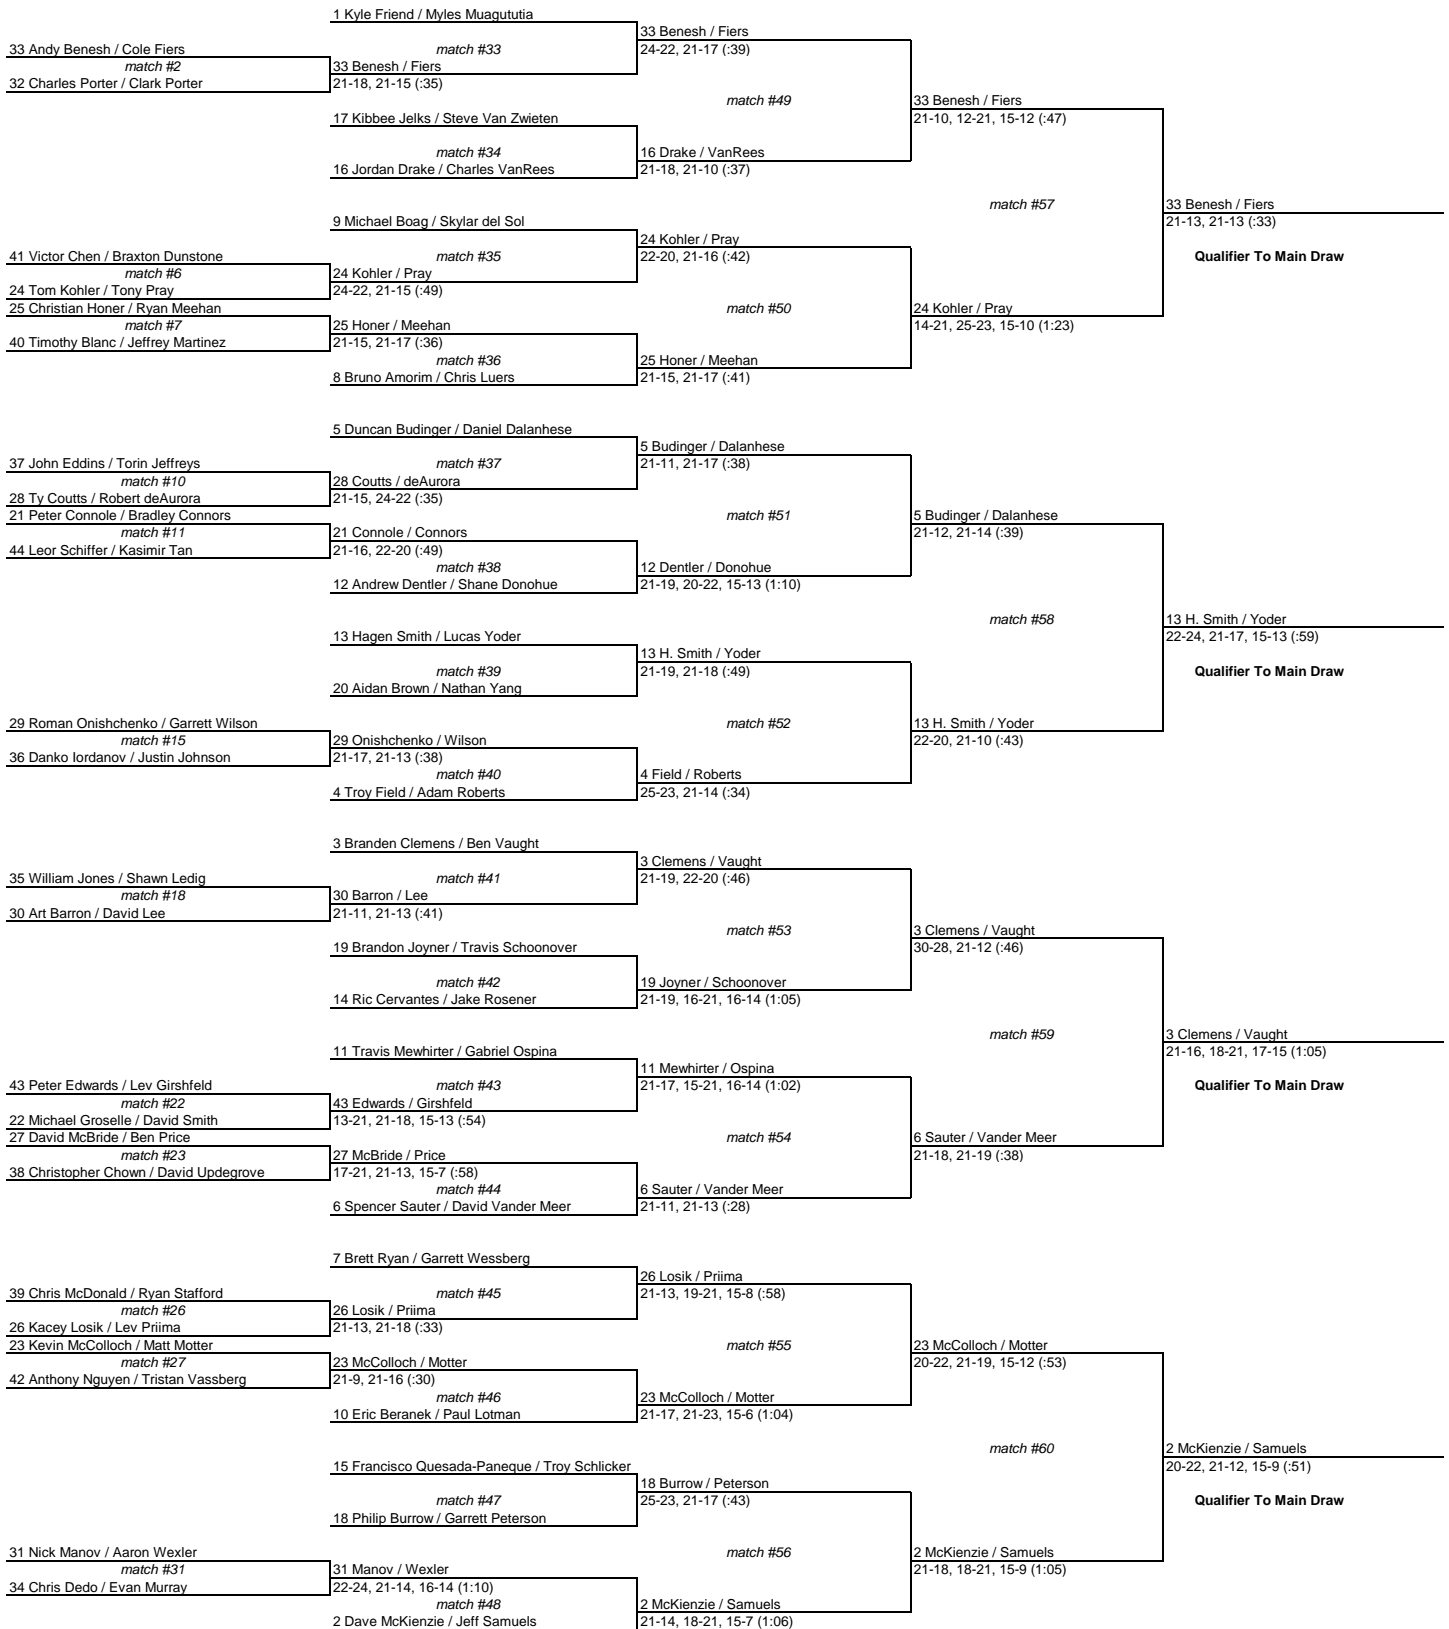 1 Kyle Friend / Myles Muagututia
33 Benesh / Fiers
33 Andy Benesh / Cole Fiers
match #33
24-22, 21-17 (:39)
match #2
33 Benesh / Fiers
32 Charles Porter / Clark Porter
21-18, 21-15 (:35)
match #49
33 Benesh / Fiers
17 Kibbee Jelks / Steve Van Zwieten
21-10, 12-21, 15-12 (:47)
match #34
16 Drake / VanRees
16 Jordan Drake / Charles VanRees
21-18, 21-10 (:37)
match #57
33 Benesh / Fiers
9 Michael Boag / Skylar del Sol
21-13, 21-13 (:33)
24 Kohler / Pray
41 Victor Chen / Braxton Dunstone
match #35
22-20, 21-16 (:42)
Qualifier To Main Draw
match #6
24 Kohler / Pray
24 Tom Kohler / Tony Pray
24-22, 21-15 (:49)
25 Christian Honer / Ryan Meehan
match #50
24 Kohler / Pray
match #7
25 Honer / Meehan
14-21, 25-23, 15-10 (1:23)
40 Timothy Blanc / Jeffrey Martinez
21-15, 21-17 (:36)
match #36
25 Honer / Meehan
8 Bruno Amorim / Chris Luers
21-15, 21-17 (:41)
5 Duncan Budinger / Daniel Dalanhese
5 Budinger / Dalanhese
37 John Eddins / Torin Jeffreys
match #37
21-11, 21-17 (:38)
match #10
28 Coutts / deAurora
28 Ty Coutts / Robert deAurora
21-15, 24-22 (:35)
21 Peter Connole / Bradley Connors
match #51
5 Budinger / Dalanhese
match #11
21 Connole / Connors
21-12, 21-14 (:39)
44 Leor Schiffer / Kasimir Tan
21-16, 22-20 (:49)
match #38
12 Dentler / Donohue
12 Andrew Dentler / Shane Donohue
21-19, 20-22, 15-13 (1:10)
match #58
13 H. Smith / Yoder
13 Hagen Smith / Lucas Yoder
22-24, 21-17, 15-13 (:59)
13 H. Smith / Yoder
match #39
21-19, 21-18 (:49)
Qualifier To Main Draw
20 Aidan Brown / Nathan Yang
29 Roman Onishchenko / Garrett Wilson
match #52
13 H. Smith / Yoder
match #15
29 Onishchenko / Wilson
22-20, 21-10 (:43)
36 Danko Iordanov / Justin Johnson
21-17, 21-13 (:38)
match #40
4 Field / Roberts
4 Troy Field / Adam Roberts
25-23, 21-14 (:34)
3 Branden Clemens / Ben Vaught
3 Clemens / Vaught
35 William Jones / Shawn Ledig
match #41
21-19, 22-20 (:46)
match #18
30 Barron / Lee
30 Art Barron / David Lee
21-11, 21-13 (:41)
match #53
3 Clemens / Vaught
19 Brandon Joyner / Travis Schoonover
30-28, 21-12 (:46)
match #42
19 Joyner / Schoonover
14 Ric Cervantes / Jake Rosener
21-19, 16-21, 16-14 (1:05)
match #59
3 Clemens / Vaught
11 Travis Mewhirter / Gabriel Ospina
21-16, 18-21, 17-15 (1:05)
11 Mewhirter / Ospina
43 Peter Edwards / Lev Girshfeld
match #43
21-17, 15-21, 16-14 (1:02)
Qualifier To Main Draw
match #22
43 Edwards / Girshfeld
22 Michael Groselle / David Smith
13-21, 21-18, 15-13 (:54)
27 David McBride / Ben Price
match #54
6 Sauter / Vander Meer
match #23
27 McBride / Price
21-18, 21-19 (:38)
38 Christopher Chown / David Updegrove
17-21, 21-13, 15-7 (:58)
match #44
6 Sauter / Vander Meer
6 Spencer Sauter / David Vander Meer
21-11, 21-13 (:28)
7 Brett Ryan / Garrett Wessberg
26 Losik / Priima
39 Chris McDonald / Ryan Stafford
match #45
21-13, 19-21, 15-8 (:58)
match #26
26 Losik / Priima
26 Kacey Losik / Lev Priima
21-13, 21-18 (:33)
23 Kevin McColloch / Matt Motter
match #55
23 McColloch / Motter
match #27
23 McColloch / Motter
20-22, 21-19, 15-12 (:53)
42 Anthony Nguyen / Tristan Vassberg
21-9, 21-16 (:30)
match #46
23 McColloch / Motter
10 Eric Beranek / Paul Lotman
21-17, 21-23, 15-6 (1:04)
match #60
2 McKienzie / Samuels
15 Francisco Quesada-Paneque / Troy Schlicker
20-22, 21-12, 15-9 (:51)
18 Burrow / Peterson
match #47
25-23, 21-17 (:43)
Qualifier To Main Draw
18 Philip Burrow / Garrett Peterson
31 Nick Manov / Aaron Wexler
match #56
2 McKienzie / Samuels
match #31
31 Manov / Wexler
21-18, 18-21, 15-9 (1:05)
34 Chris Dedo / Evan Murray
22-24, 21-14, 16-14 (1:10)
match #48
2 McKienzie / Samuels
2 Dave McKienzie / Jeff Samuels
21-14, 18-21, 15-7 (1:06)